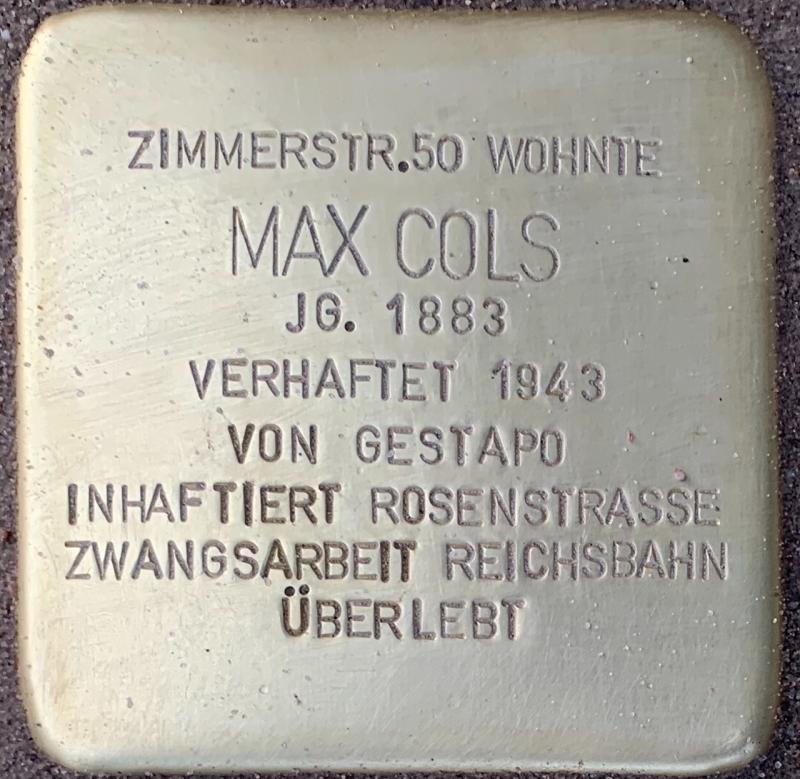 ZIMMERSTR.50 WOHNTE
MAX COLS
JG. 1883
VERHAFTET 1943
VON GESTAPO
INHAFTIERT ROSENSTRASSE
ZWANGSARBEIT REICHSBAHN
ÜBERLEBT